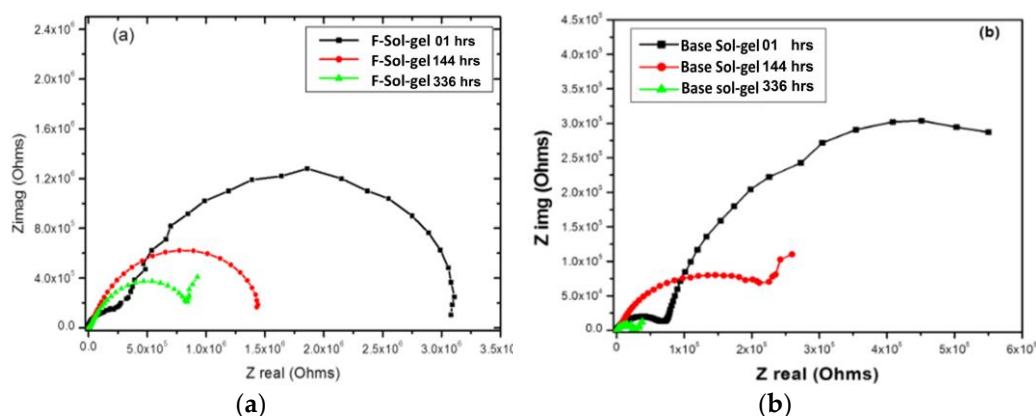 (a)
F-Sol-gel 01 hrs
F-Sol-gel 144 hrs
F-Sol-gel 336 hrs
Zimag (Ohms)
2.4x10⁶
2.0x10⁶
1.6x10⁶
1.2x10⁶
8.0x10⁵
4.0x10⁵
0.0
0.0 5.0x10⁵ 1.0x10⁶ 1.5x10⁶ 2.0x10⁶ 2.5x10⁶ 3.0x10⁶ 3.5x10
Z real (Ohms)
(a)
(b)
Base Sol-gel 01 hrs
Base Sol-gel 144 hrs
Base sol-gel 336 hrs
Z img (Ohms)
4.5x10⁵
4.0x10⁵
3.5x10⁵
3.0x10⁵
2.5x10⁵
2.0x10⁵
1.5x10⁵
1.0x10⁵
5.0x10⁴
0.0
0 1x10⁵ 2x10⁵ 3x10⁵ 4x10⁵ 5x10⁵ 6x10⁵
Z real (Ohms)
(b)